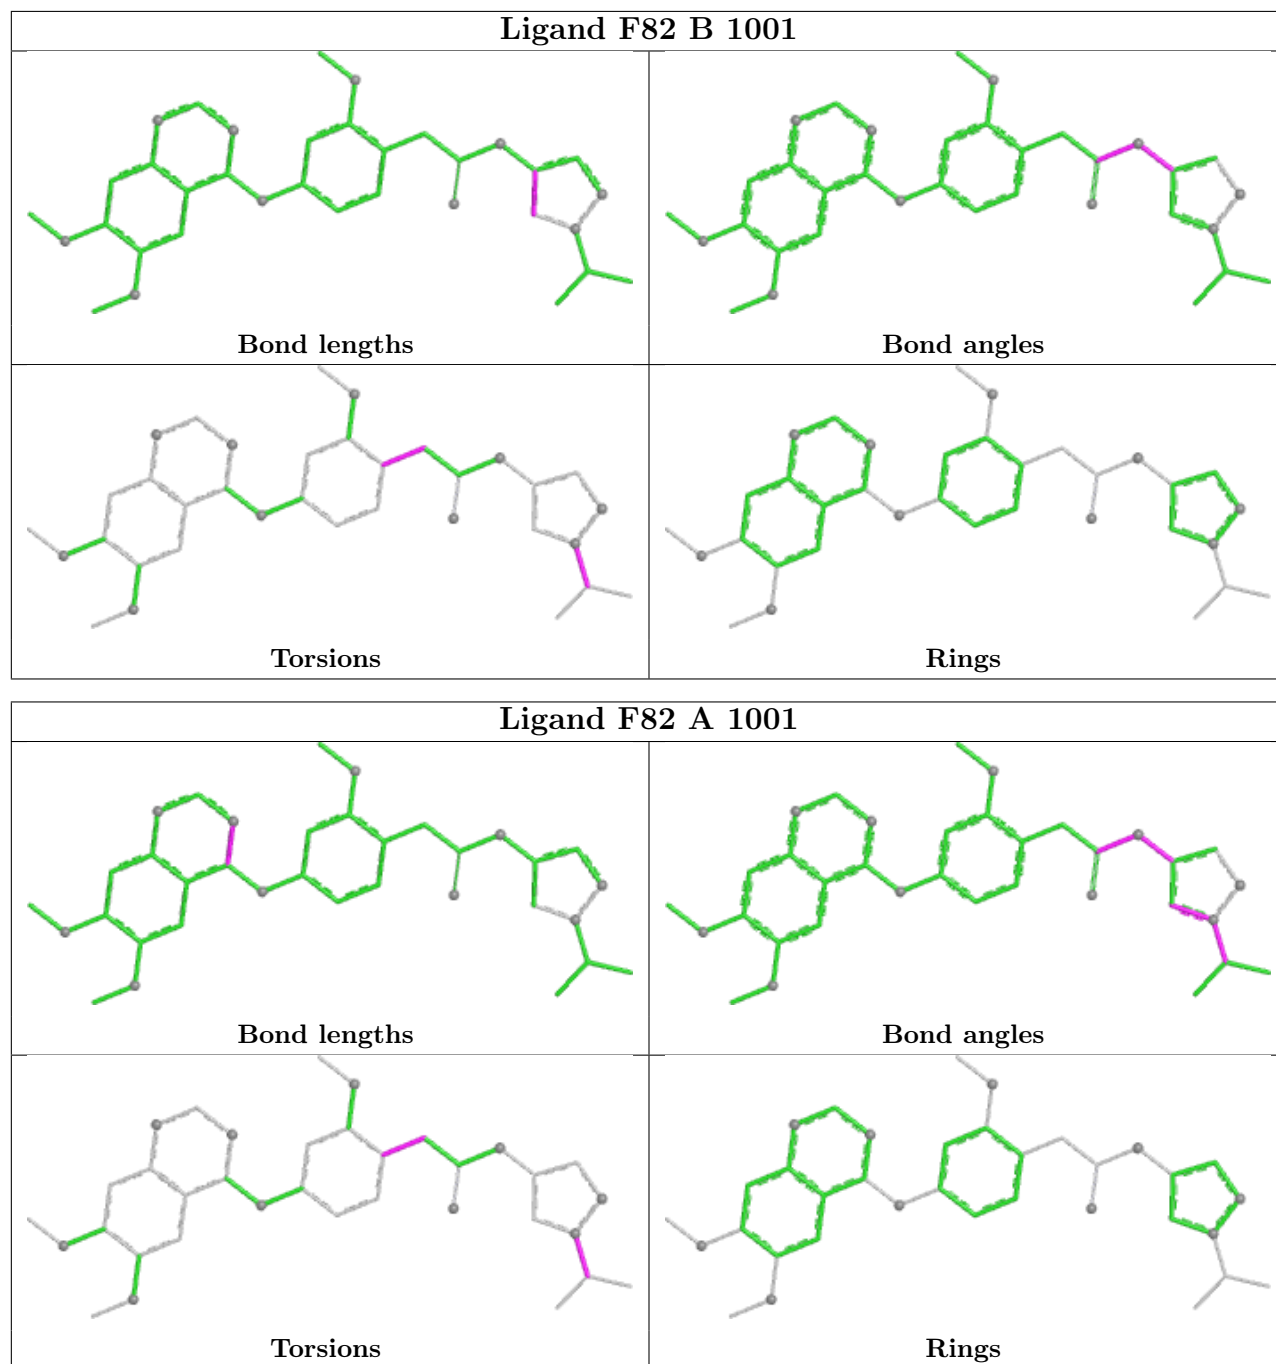 Ligand F82 B 1001
Bond lengths
Bond angles
Torsions
Rings
Ligand F82 A 1001
Bond lengths
Bond angles
Torsions
Rings